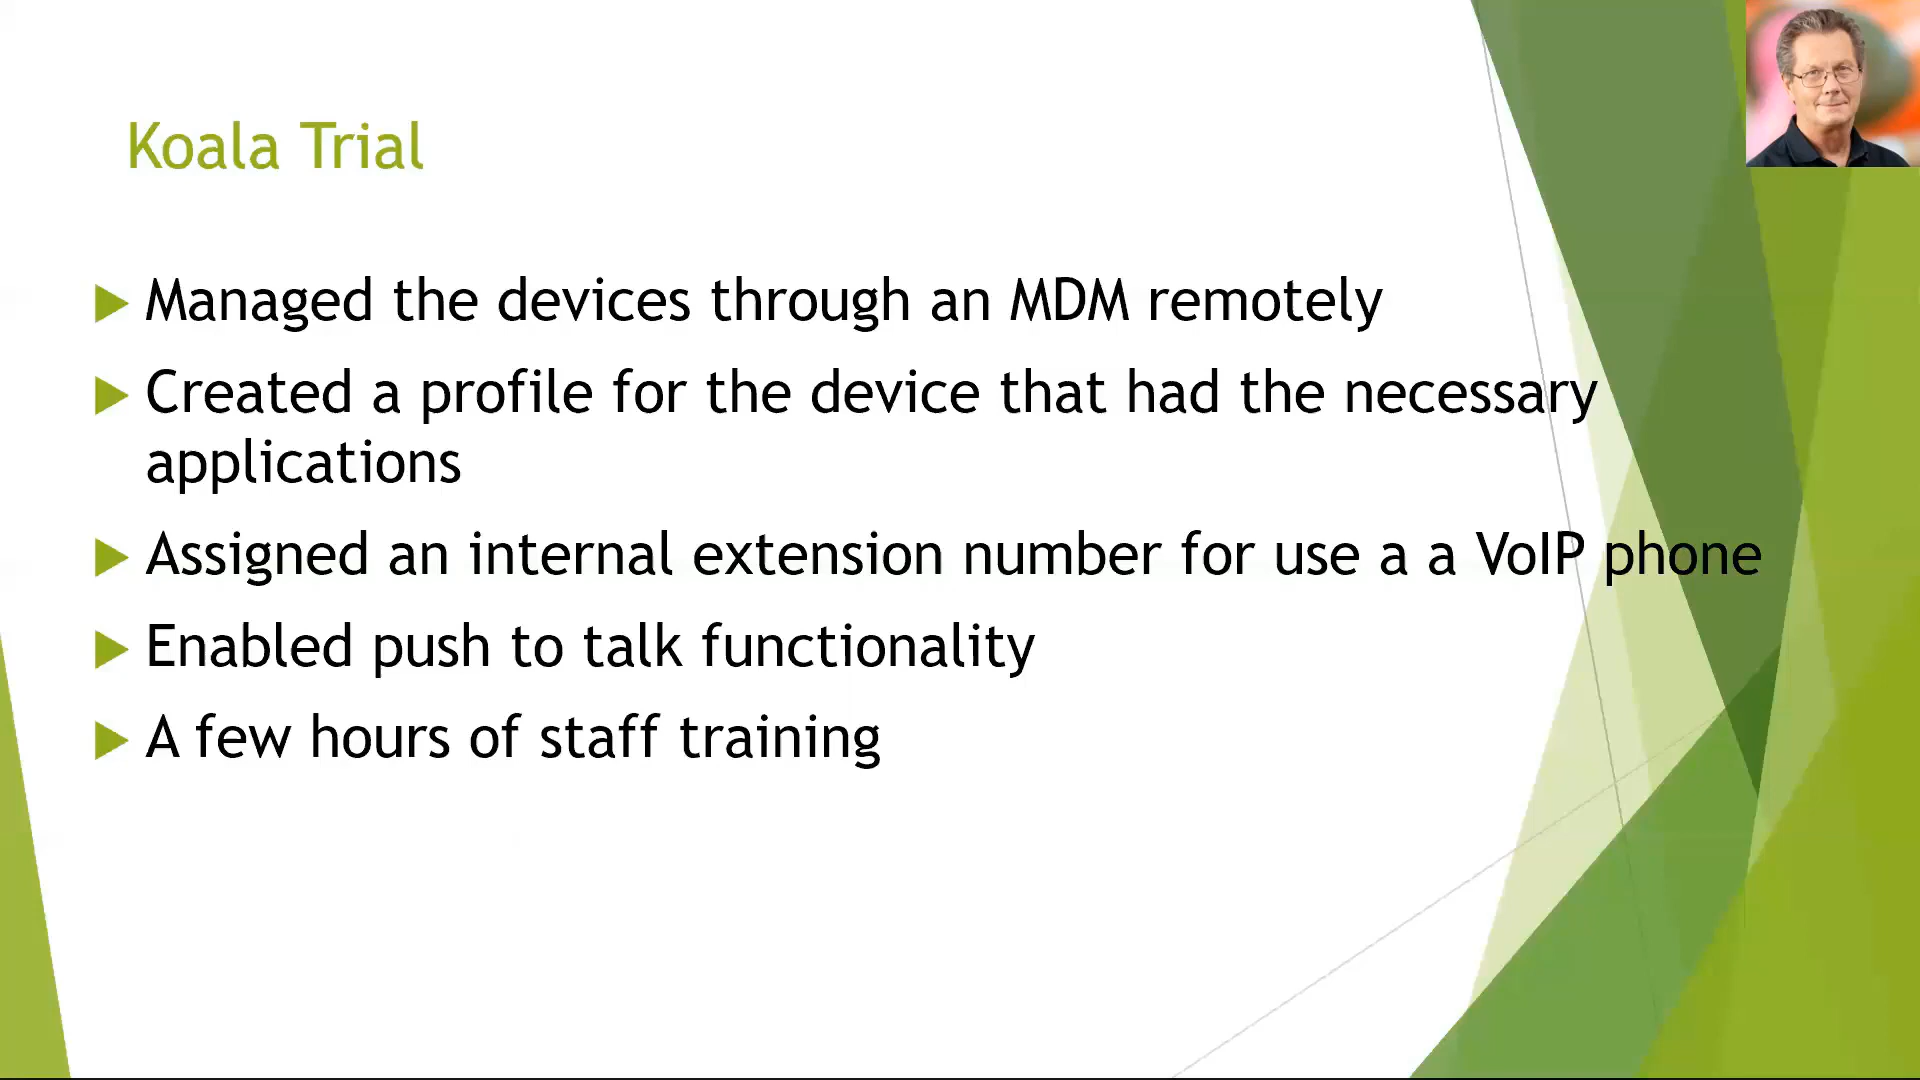 Koala Trial
Managed the devices through an MDM remotely
Created a profile for the device that had the necessary
applications
Assigned an internal extension number for use a a VoIP phone
Enabled push to talk functionality
A few hours of staff training